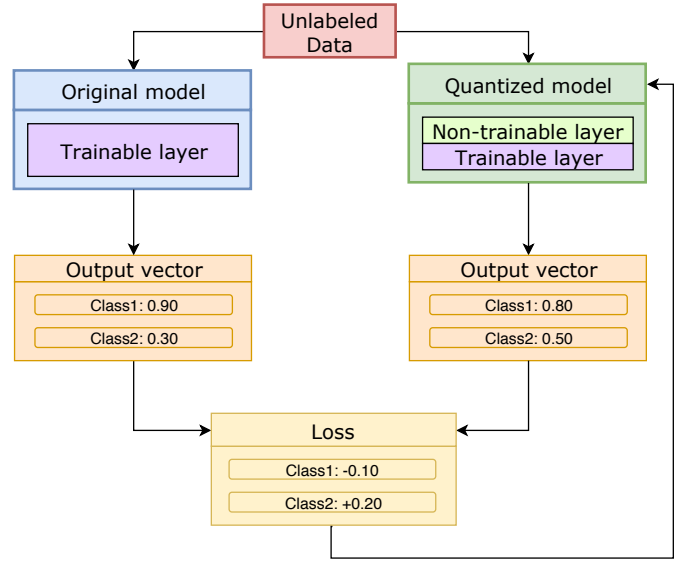 Unlabeled
Data
Original model
Trainable layer
Quantized model
Non-trainable layer
Trainable layer
Output vector
Class1: 0.90
Class2: 0.30
Output vector
Class1: 0.80
Class2: 0.50
Loss
Class1: -0.10
Class2: +0.20